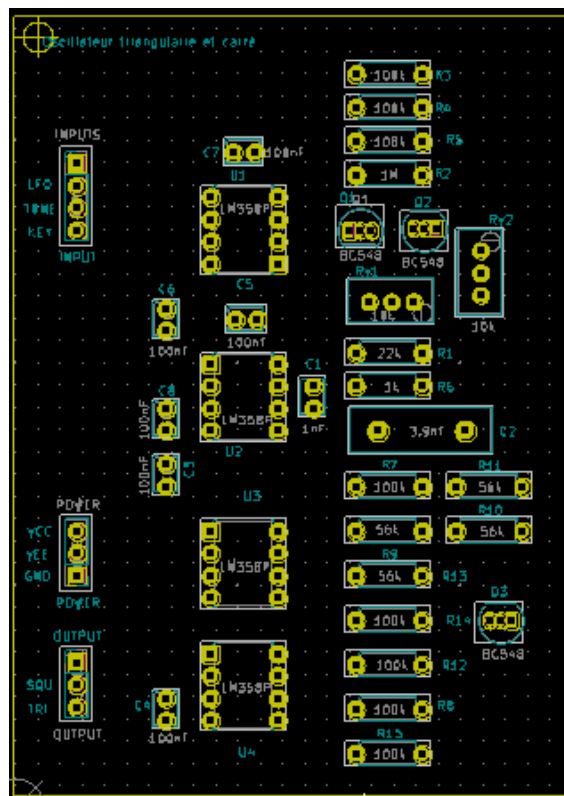 Oscillateur triangulaire et carré
100k R3
100k R4
INPUTS
100k R5
C7 100nF
1M R2
U1
LFO
TUNE
KEY
INPUT
LM358P
Q1
Q2
RV2
BC548
BC548
C5
RV1
C6
10k
10k
100nF
100nF
22k R1
C1
1k R6
C8
100nF
LM358P
1nF
3.9nF C2
U2
100nF
R7
R11
100k
56k
POWER
U3
R10
VCC
56k
56k
VEE
R9
GND
LM358P
56k R13
D3
POWER
100k R14
OUTPUT
BC548
100k R12
SQU
LM358P
TRI
C4
100k R8
OUTPUT
100nF
U4
R15
100k